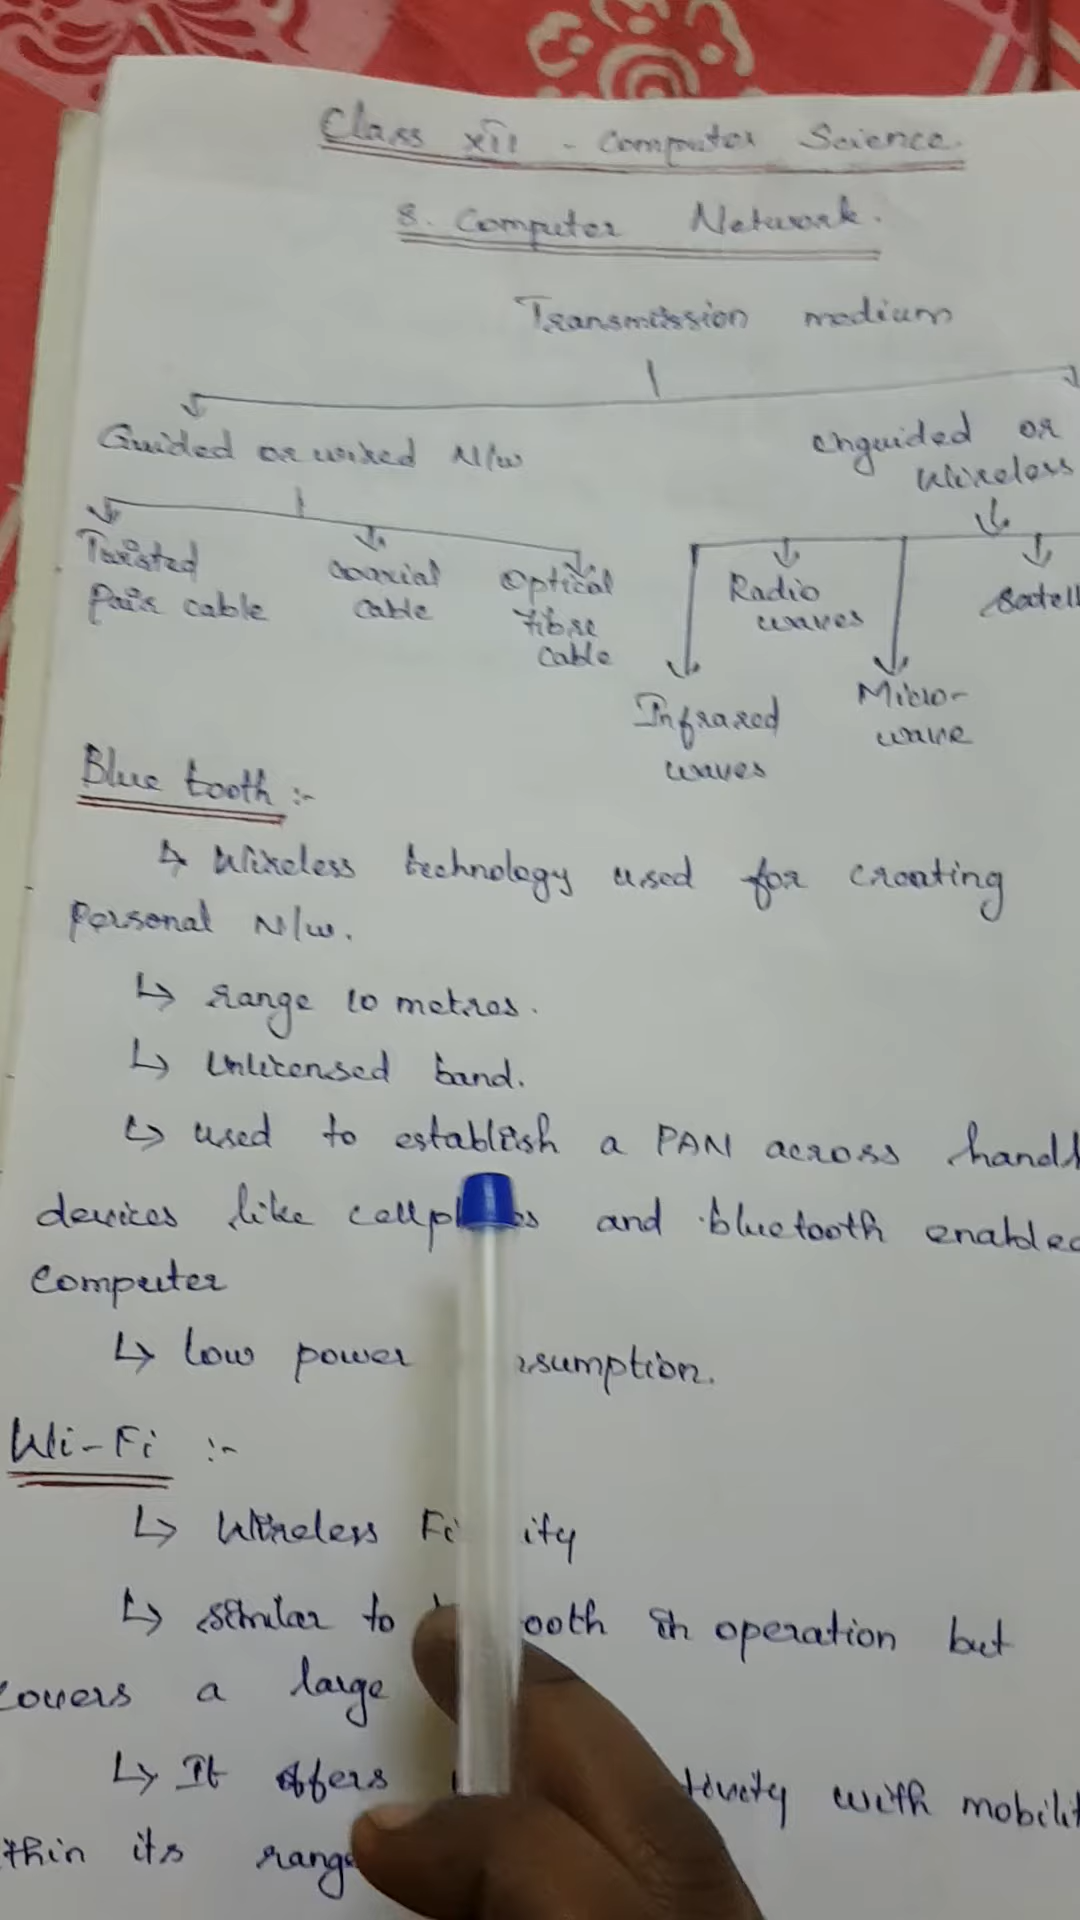 Class XII - Computer Science.
8. Computer Network.
Transmission medium
Guided or wired N/w
enguided or
wireless
Twisted
pair cable
coaxial
cable
Optical
fibre
cable
Radio
waves
Infrared
waves
Micro-
wave
Blue tooth :-
↳ Wireless technology used for creating
Personal N/w.
↳ range 10 metres.
↳ Unlicensed band.
↳ used to establish a PAN across
devices like and bluetooth enabled
Computer
↳ low power
Wi-Fi :-
↳ Wireless
↳ similar to in operation but
covers a large
↳ It offers with
its